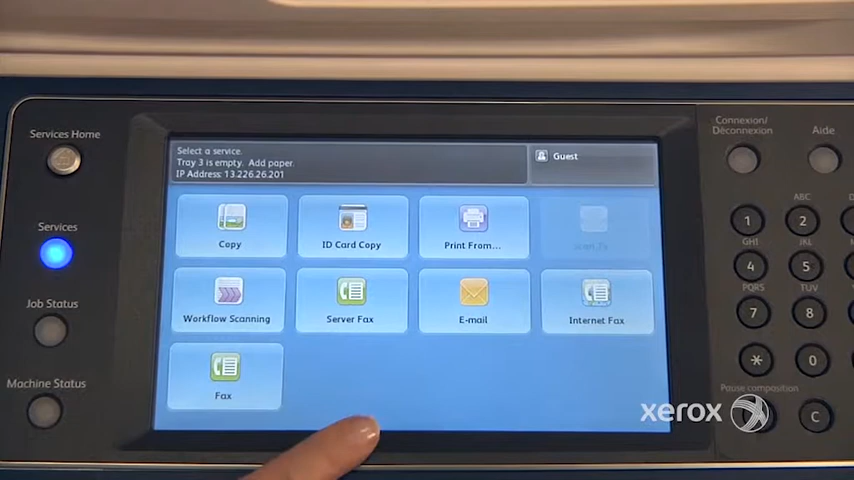 Connexion/
Déconnexion
Aide
Services Home
Select a service.
Tray 3 is empty. Add paper.
IP Address: 13.226.26.201
Guest
Services
Copy
ID Card Copy
Print From...
Scan To
Workflow Scanning
Server Fax
E-mail
Internet Fax
Fax
Job Status
Machine Status
ABC
1
2
GHI
JKL
4
5
PQRS
TUV
7
8
*
0
Pause composition
C
xerox